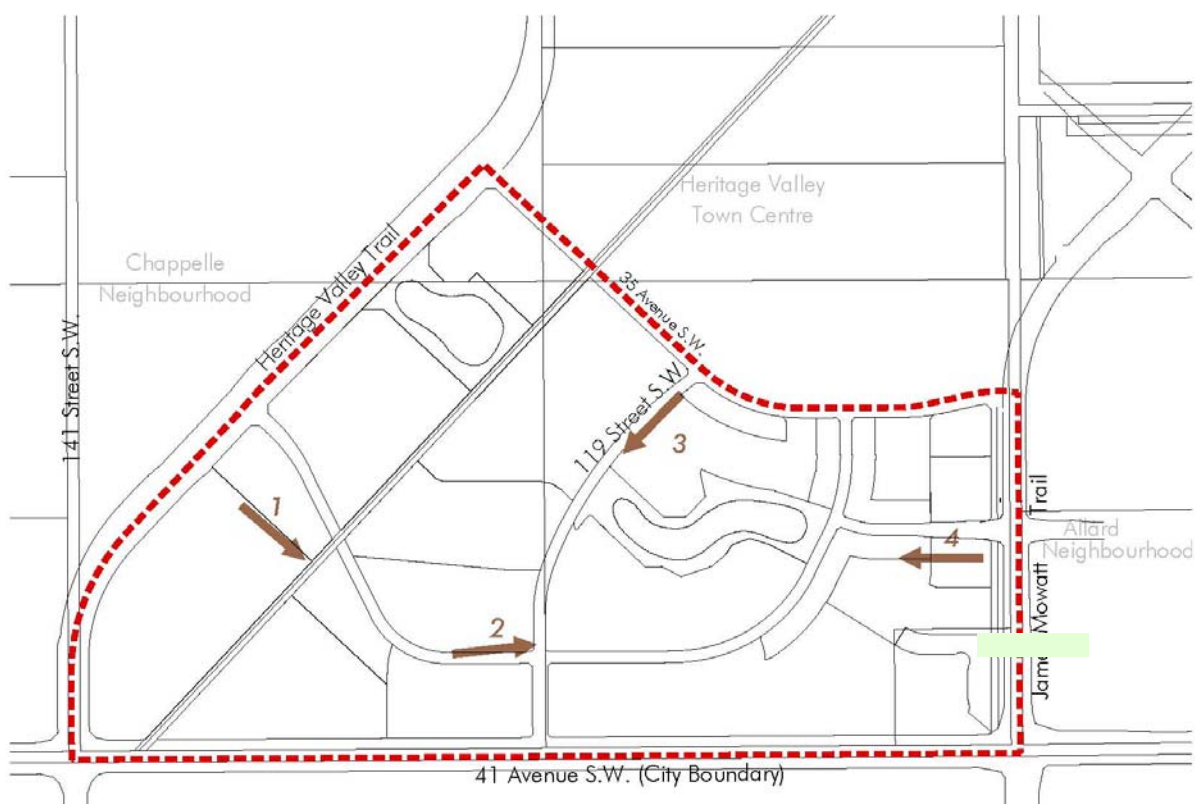 Heritage Valley
Town Centre
Chappelle
Neighbourhood
Heritage Valley Trail
35 Avenue S.W.
141 Street S.W.
119 Street S.W.
3
1
Trail
Allard
Neighbourhood
4
2
Mowatt
41 Avenue S.W. (City Boundary)